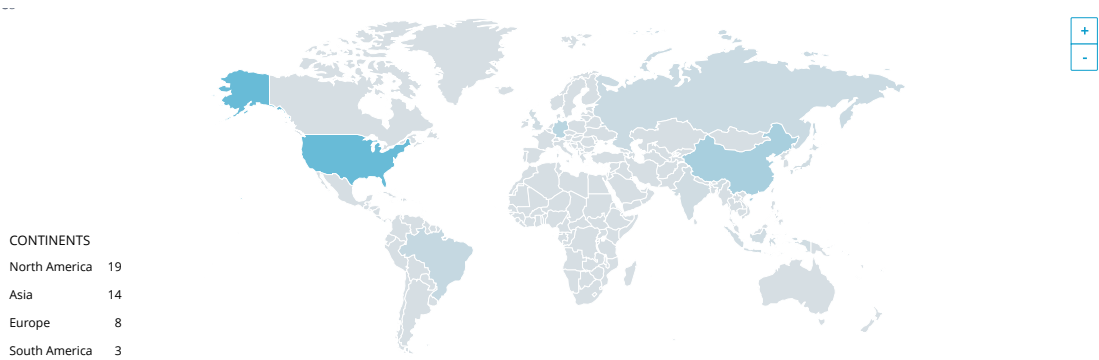 +
-
CONTINENTS
North America 19
Asia 14
Europe 8
South America 3